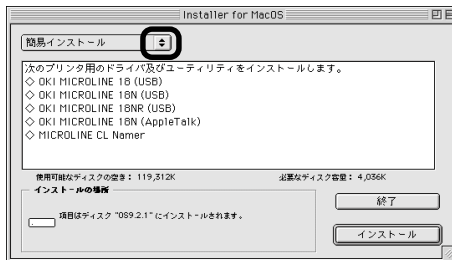 Installer for MacOS
簡易インストール
次のプリンタ用のドライバ及びユーティリティをインストールします。
◇ OKI MICROLINE 18 (USB)
◇ OKI MICROLINE 18N (USB)
◇ OKI MICROLINE 18NR (USB)
◇ OKI MICROLINE 18N (AppleTalk)
◇ MICROLINE CL Namer
使用可能なディスクの空き： 119,312K
必要なディスク容量： 4,036K
インストールの場所
項目はディスク “OS9.2.1” にインストールされます。
終了
インストール